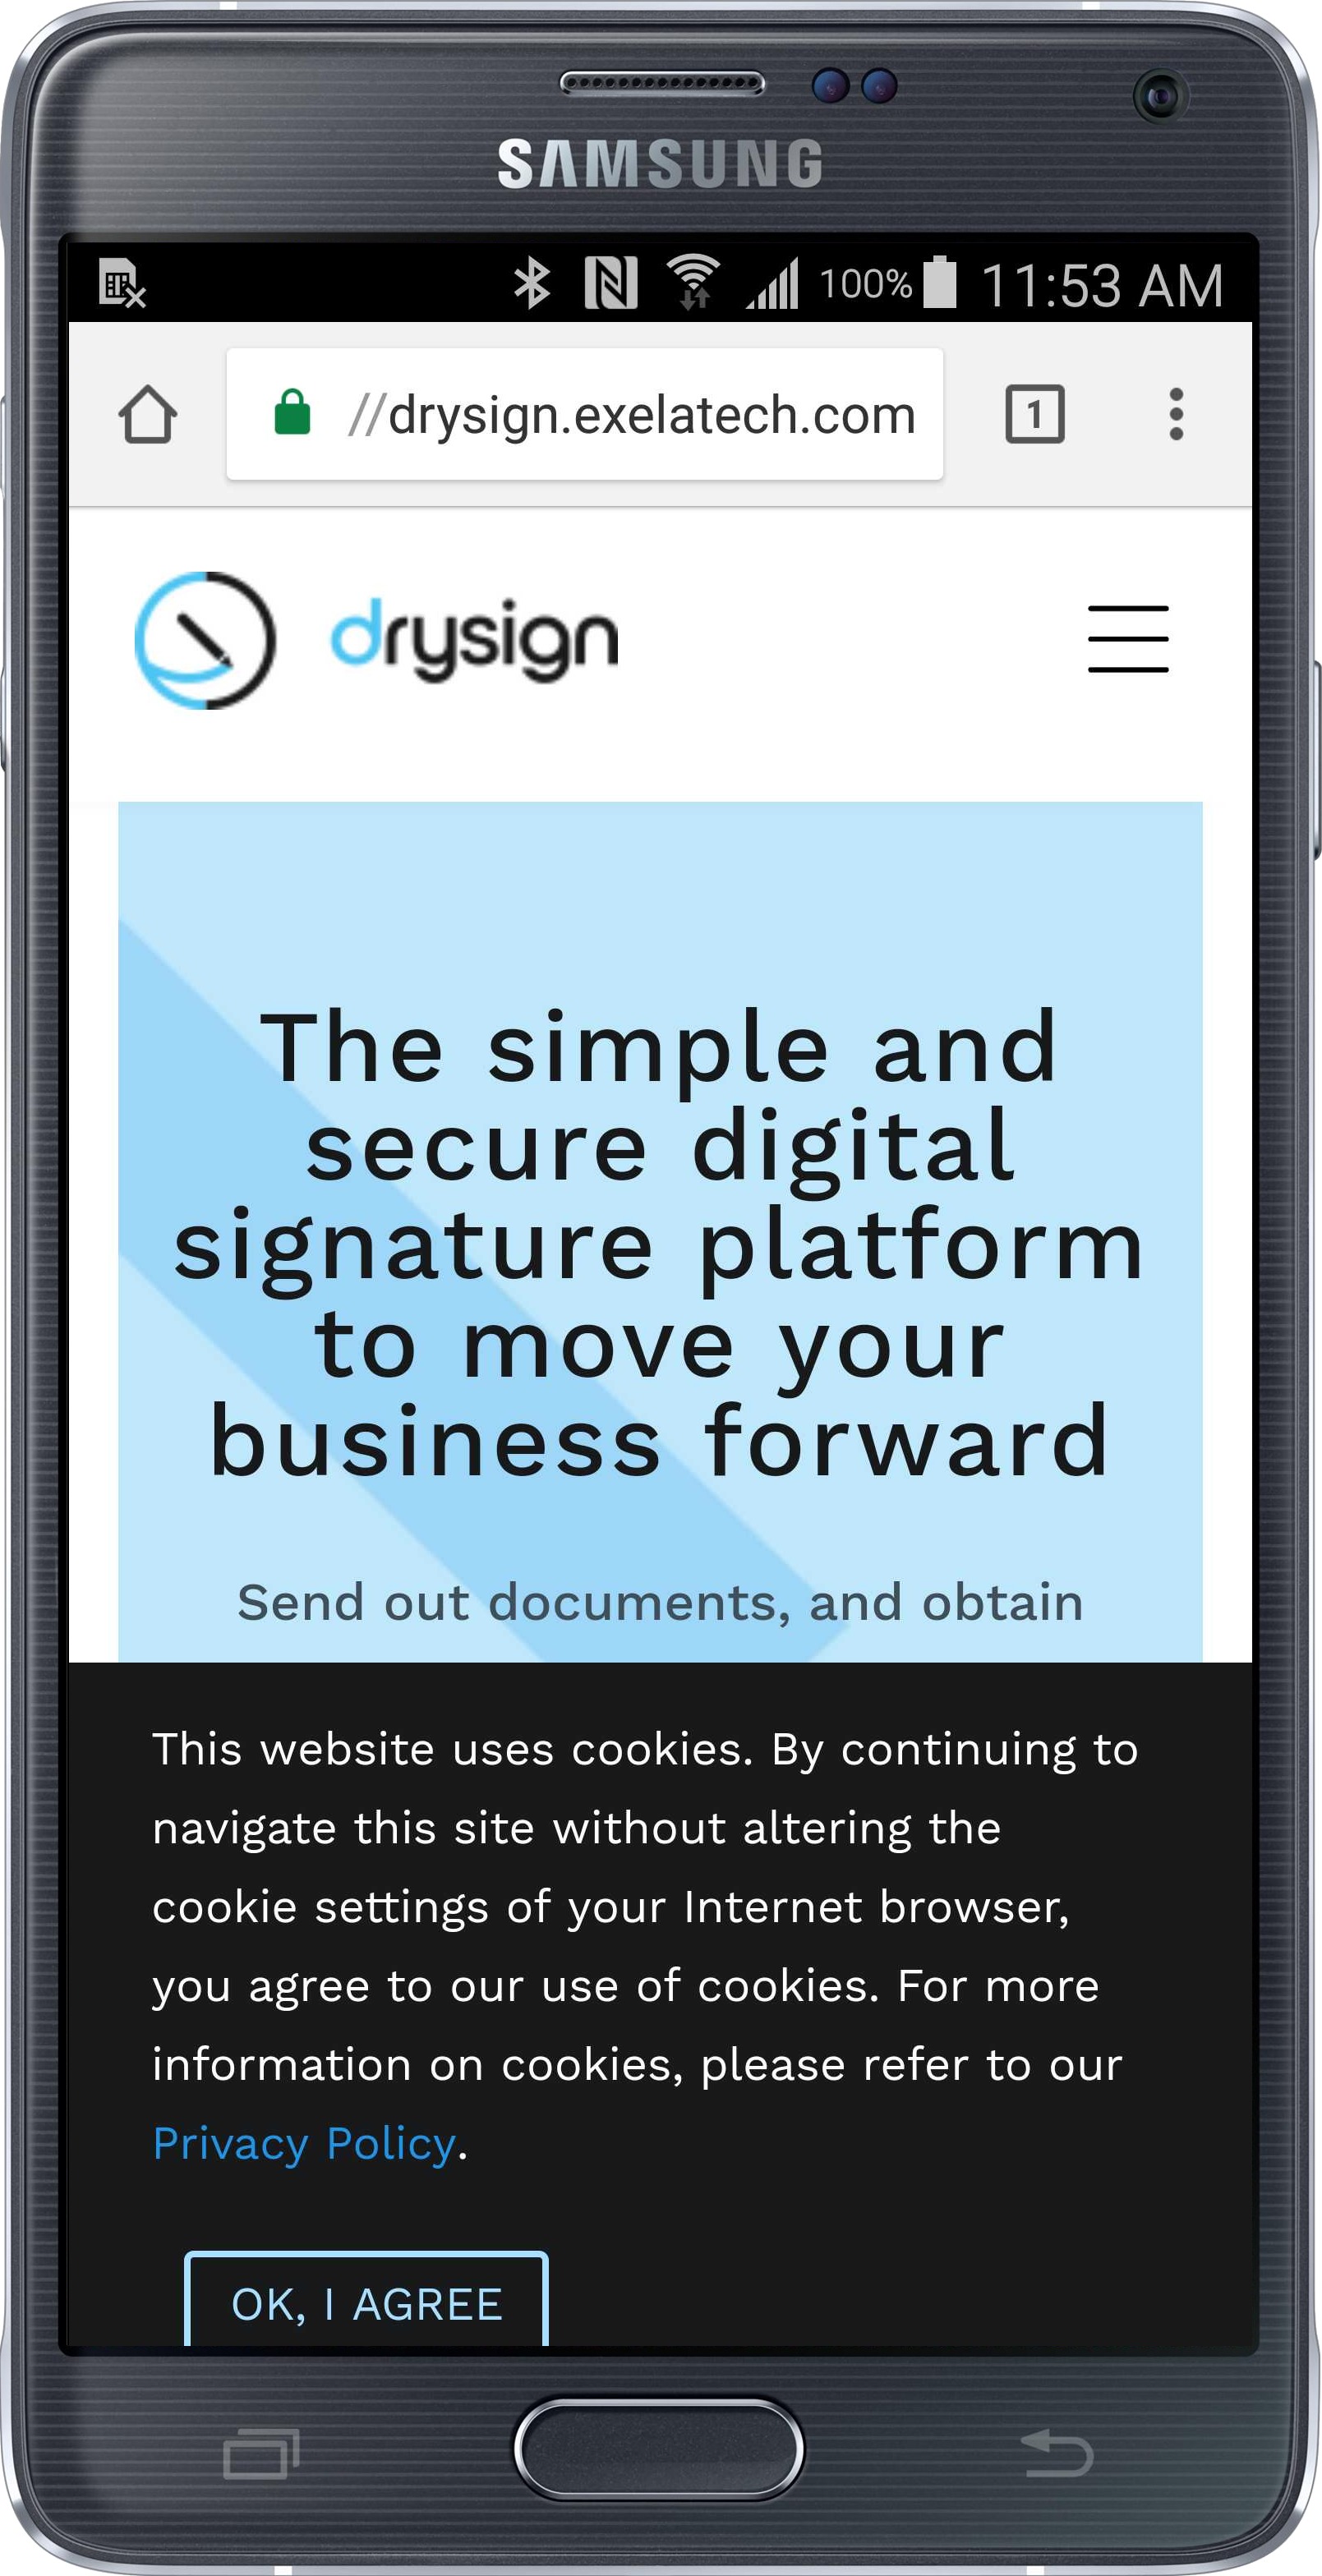 SAMSUNG
100% 11:53 AM
//drysign.exelatech.com
1
drysign
The simple and
secure digital
signature platform
to move your
business forward
Send out documents, and obtain
This website uses cookies. By continuing to
navigate this site without altering the
cookie settings of your Internet browser,
you agree to our use of cookies. For more
information on cookies, please refer to our
Privacy Policy.
OK, I AGREE